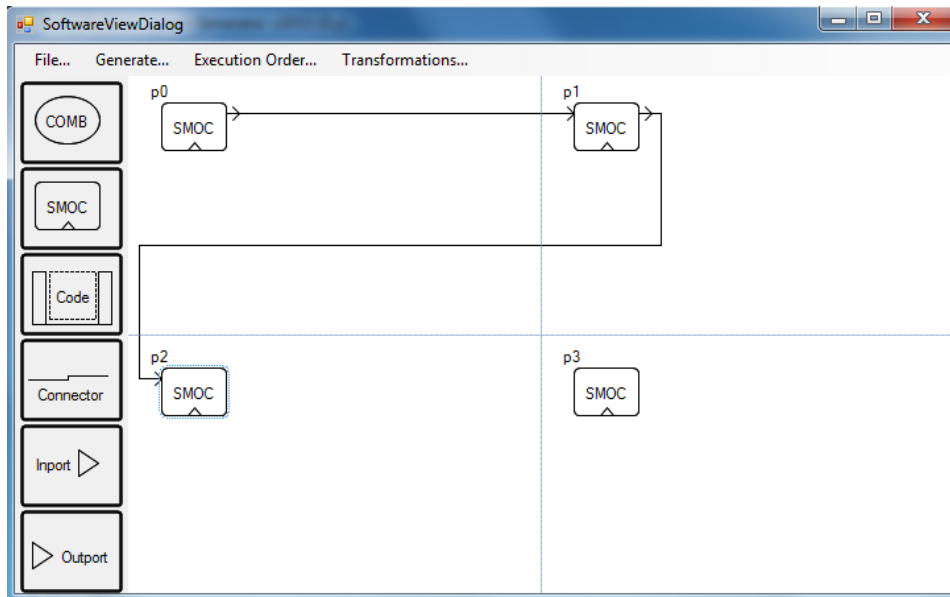 SoftwareViewDialog
File... Generate... Execution Order... Transformations...
COMB
SMOC
Code
Connector
Inport
Outport
p0
SMOC
p1
SMOC
p2
SMOC
p3
SMOC